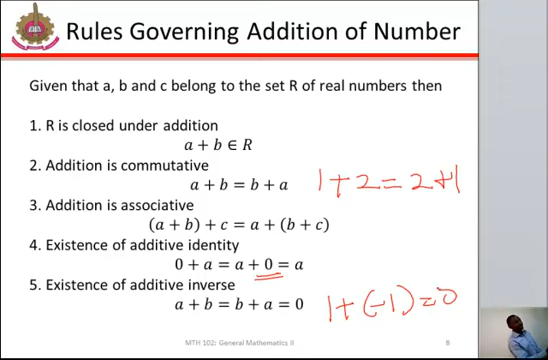 Rules Governing Addition of Number
Given that a, b and c belong to the set R of real numbers then
1. R is closed under addition
a + b ∈ R
2. Addition is commutative
a + b = b + a
1+2=2+1
3. Addition is associative
(a + b) + c = a + (b + c)
4. Existence of additive identity
0 + a = a + 0 = a
5. Existence of additive inverse
a + b = b + a = 0
1+(-1)=0
MTH 102: General Mathematics II
8